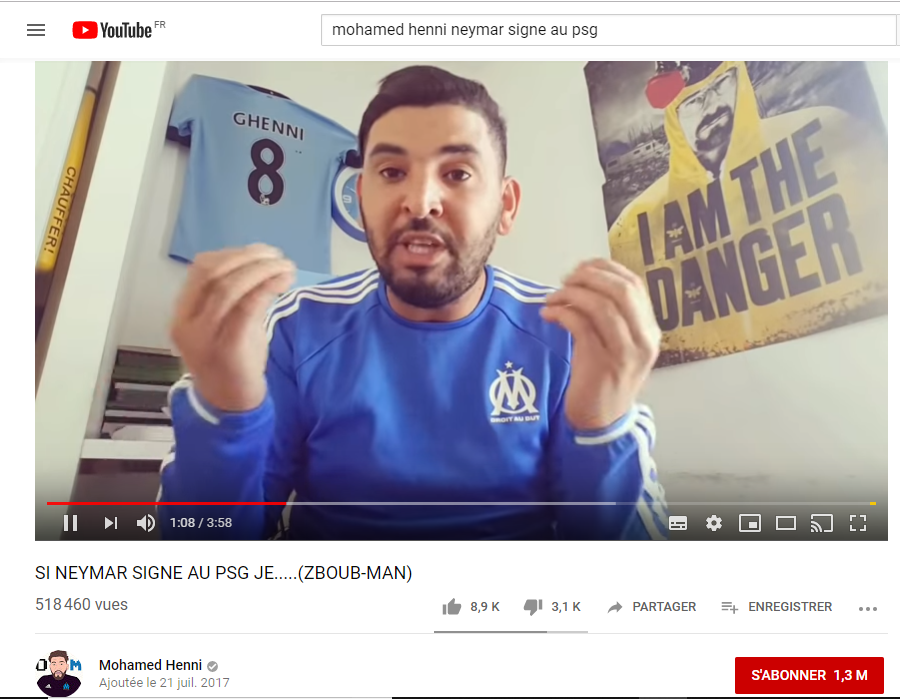 YouTube FR
mohamed henni neymar signe au psg
CHAUFFER!
GHENNI
8
9
I AM THE
DANGER
M
DROIT AU BUT
1:08 / 3:58
SI NEYMAR SIGNE AU PSG JE.....(ZBOUB-MAN)
518 460 vues
8,9 K
3,1 K
PARTAGER
ENREGISTRER
Mohamed Henni
Ajoutée le 21 juil. 2017
S'ABONNER 1,3 M